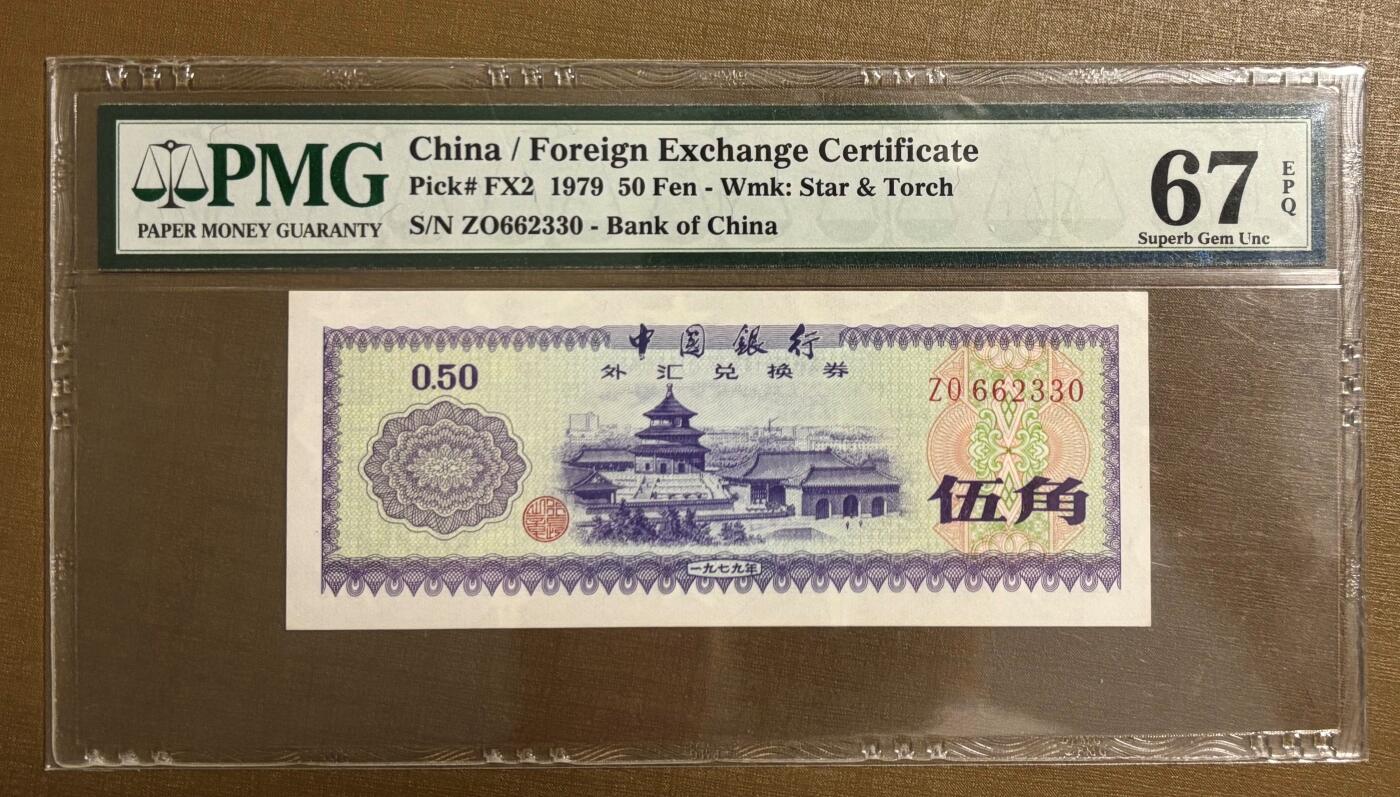 PMG
PAPER MONEY GUARANTY
China / Foreign Exchange Certificate
Pick# FX2 1979 50 Fen - Wmk: Star & Torch
S/N ZO662330 - Bank of China
67
EPQ
Superb Gem Unc
中國銀行
外汇兑换券
0.50
ZO 662330
伍角
一九七九年